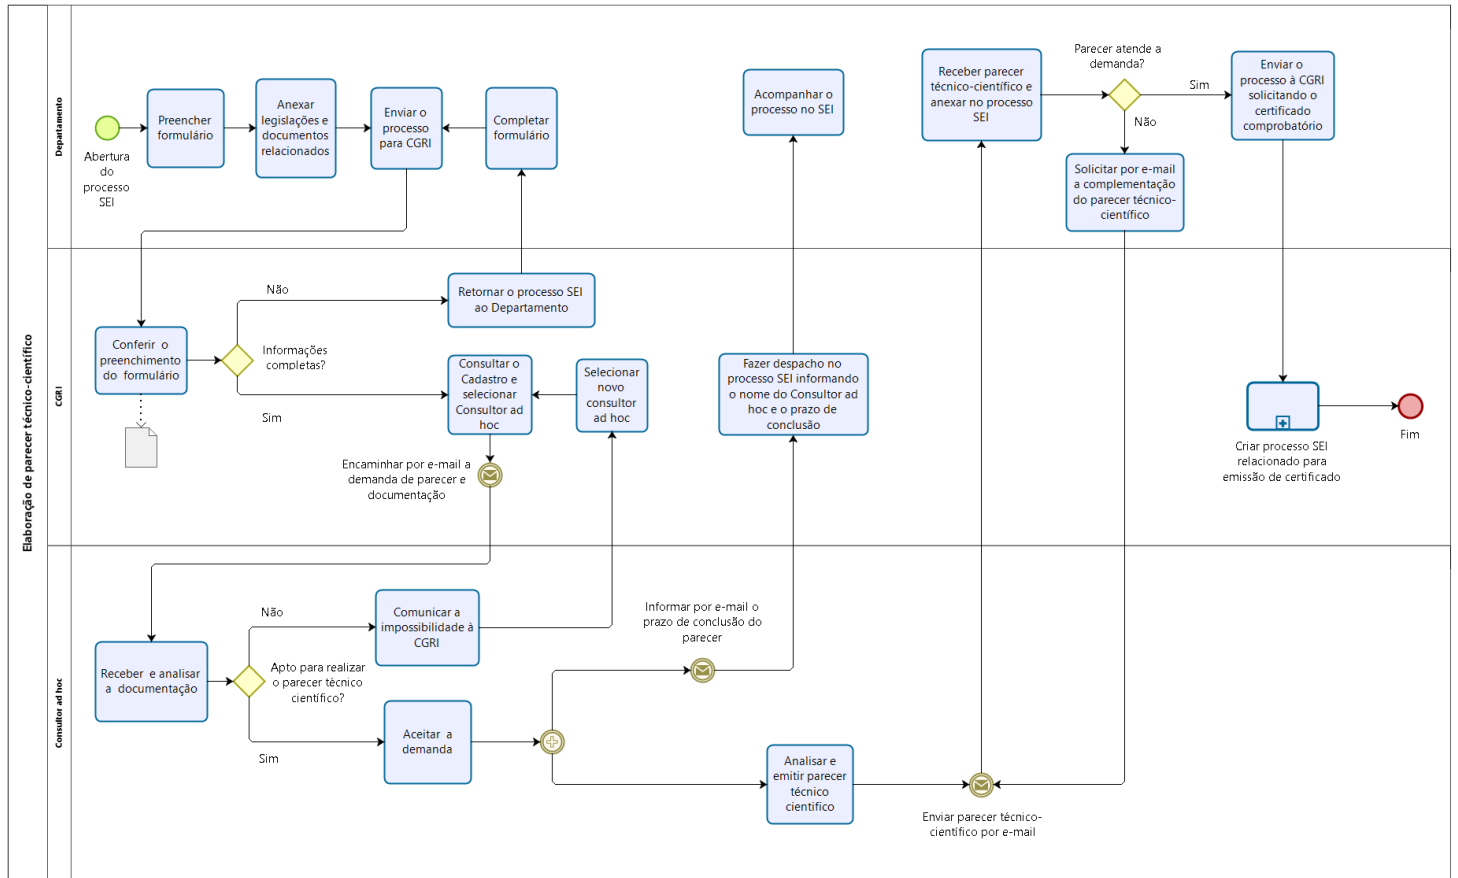 Elaboração de parecer técnico-científico
Departamento
Abertura
do
processo
SEI
Preencher
formulário
Anexar
legislações e
documentos
relacionados
Enviar o
processo
para CGRI
Completar
formulário
Acompanhar o
processo no SEI
Receber parecer
técnico-científico e
anexar no processo
SEI
Parecer atende a
demanda?
Sim
Não
Enviar o
processo à CGRI
solicitando o
certificado
comprobatório
Solicitar por e-mail
a complementação
do parecer técnico-
científico
CGRI
Conferir o
preenchimento
do formulário
Informações
completas?
Não
Sim
Retornar o processo SEI
ao Departamento
Consultar o
Cadastro e
selecionar
Consultor ad
hoc
Selecionar
novo
consultor
ad hoc
Encaminhar por e-mail a
demanda de parecer e
documentação
Fazer despacho no
processo SEI informando
o nome do Consultor ad
hoc e o prazo de
conclusão
Criar processo SEI
relacionado para
emissão de certificado
Fim
Consultor ad hoc
Receber e analisar
a documentação
Apto para realizar
o parecer técnico
científico?
Não
Sim
Comunicar a
impossibilidade à
CGRI
Aceitar a
demanda
Informar por e-mail o
prazo de conclusão do
parecer
Analisar e
emitir parecer
técnico
cientifico
Enviar parecer técnico-
científico por e-mail